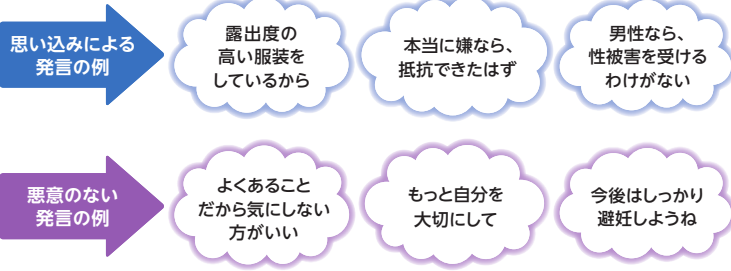 思い込みによる
発言の例
露出度の
高い服装を
しているから
本当に嫌なら、
抵抗できたはず
男性なら、
性被害を受ける
わけがない
悪意のない
発言の例
よくあること
だから気にしない
方がいい
もっと自分を
大切にして
今後はしっかり
避妊しようね